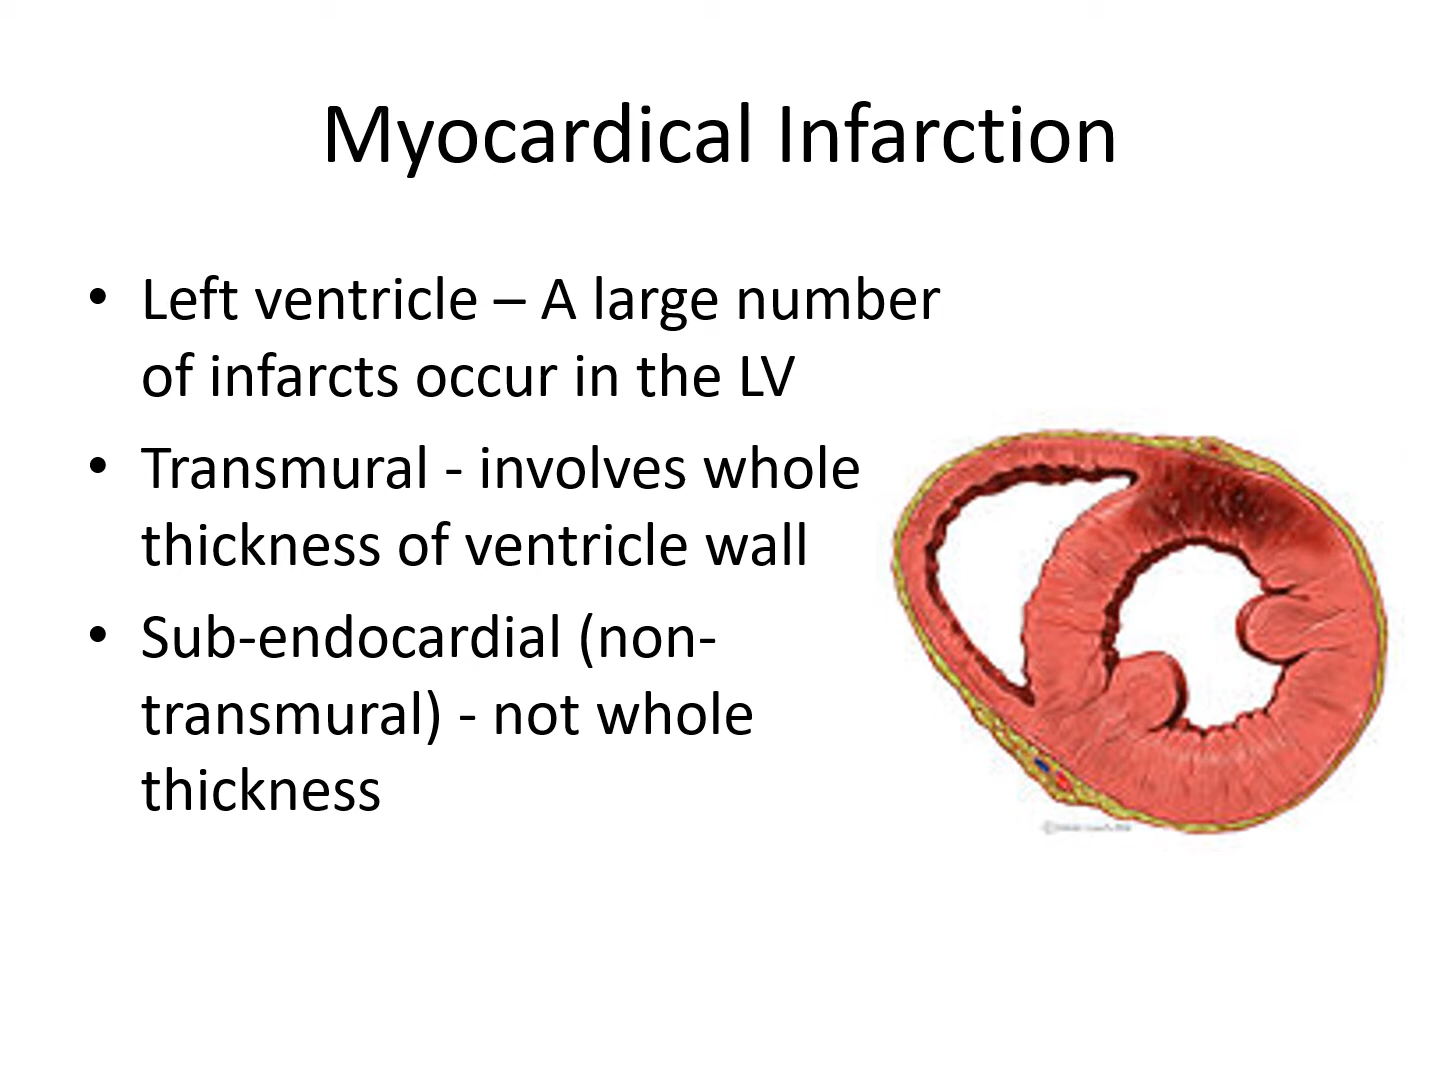 Myocardical Infarction
• Left ventricle – A large number
of infarcts occur in the LV
• Transmural - involves whole
thickness of ventricle wall
• Sub-endocardial (non-
transmural) - not whole
thickness